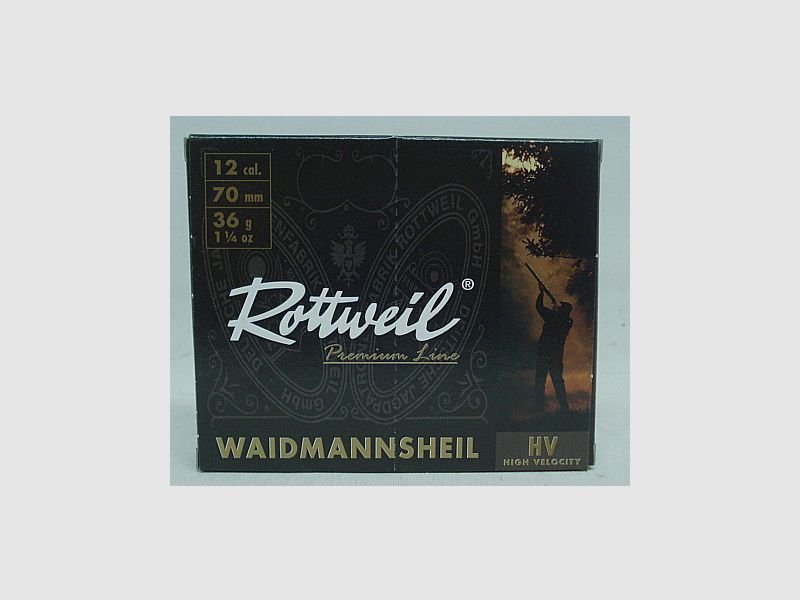 12 cal.
70 mm
36 g
1 ¼ oz
Rottweil®
Premium Line
WAIDMANNSHEIL
HV
HIGH VELOCITY